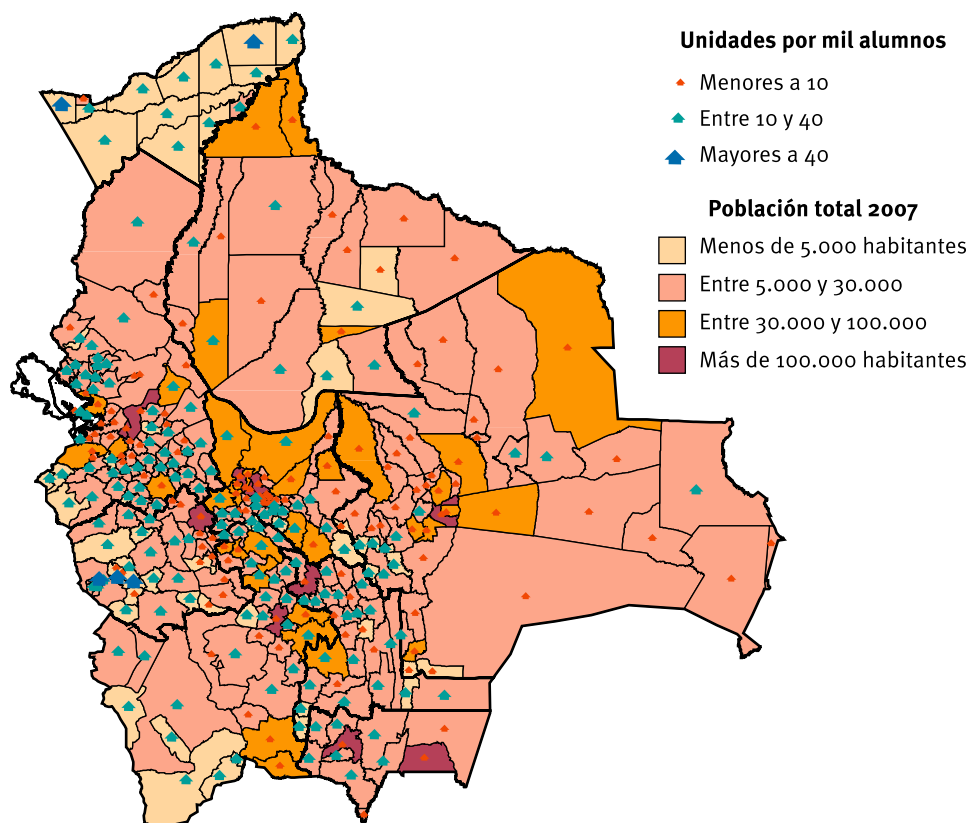 Unidades por mil alumnos
Menores a 10
Entre 10 y 40
Mayores a 40
Población total 2007
Menos de 5.000 habitantes
Entre 5.000 y 30.000
Entre 30.000 y 100.000
Más de 100.000 habitantes